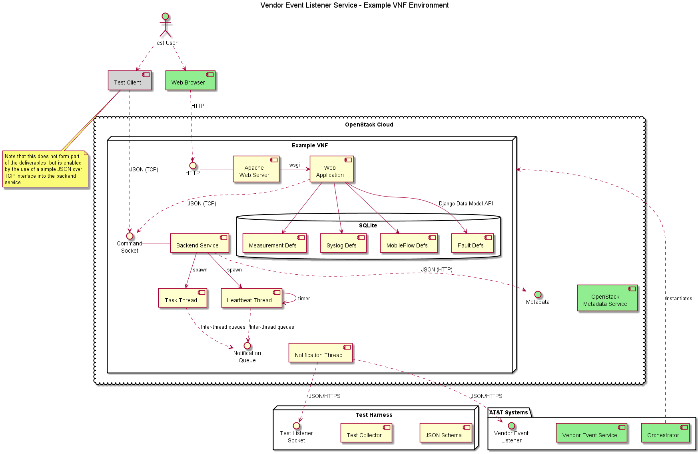 Vendor Event Listener Service - Example VNF Environment
Test User
Test Client
Web Browser
HTTP
OpenStack Cloud
Note that this does not form part
of the deliverables, but is enabled
by the use of a simple JSON over
TCP interface into the backend
service.
Example VNF
JSON (TCP)
HTTP
Apache
Web Server
wsgi
Web
Application
JSON (TCP)
Django Data Model API
SQLite
Measurement Defs
Syslog Defs
MobileFlow Defs
Fault Defs
Command
Socket
Backend Service
spawn
spawn
JSON (HTTP)
Task Thread
Heartbeat Thread
timer
Metadata
OpenStack
Metadata Service
instantiates
Inter-thread queues
Inter-thread queues
Notification
Queue
Notification Thread
JSON/HTTPS
JSON/HTTPS
Test Harness
Test Listener
Socket
Test Collector
JSON Schema
AT&T Systems
Vendor Event
Listener
Vendor Event Service
Orchestrator